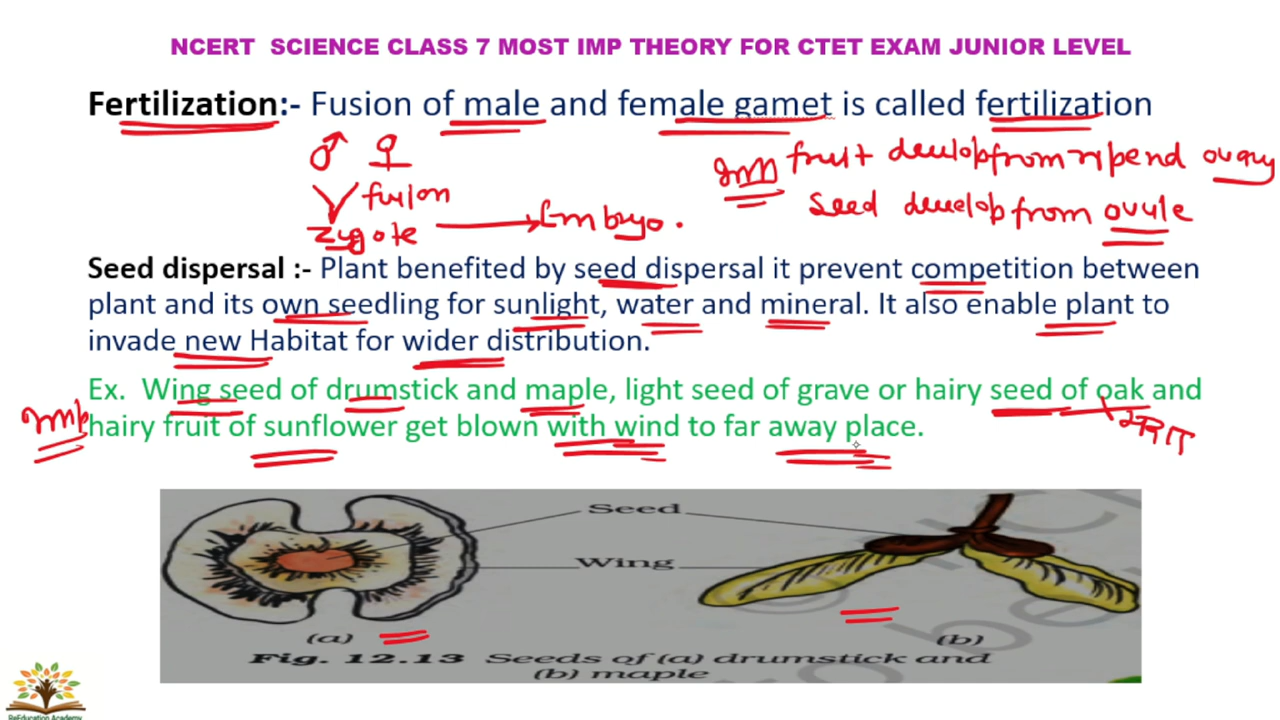 NCERT SCIENCE CLASS 7 MOST IMP THEORY FOR CTET EXAM JUNIOR LEVEL
Fertilization:- Fusion of male and female gamet is called fertilization
♂ ♀
fusion
Zygote → Embryo.
Imp fruit develop from ripend ovary
seed develop from ovule
Seed dispersal :- Plant benefited by seed dispersal it prevent competition between
plant and its own seedling for sunlight, water and mineral. It also enable plant to
invade new Habitat for wider distribution.
Ex. Wing seed of drumstick and maple, light seed of grave or hairy seed of oak and
Imp hairy fruit of sunflower get blown with wind to far away place.
Seed
Wing
(a)
(b)
Fig. 12.13 Seeds of (a) drumstick and
(b) maple
ReEducation Academy